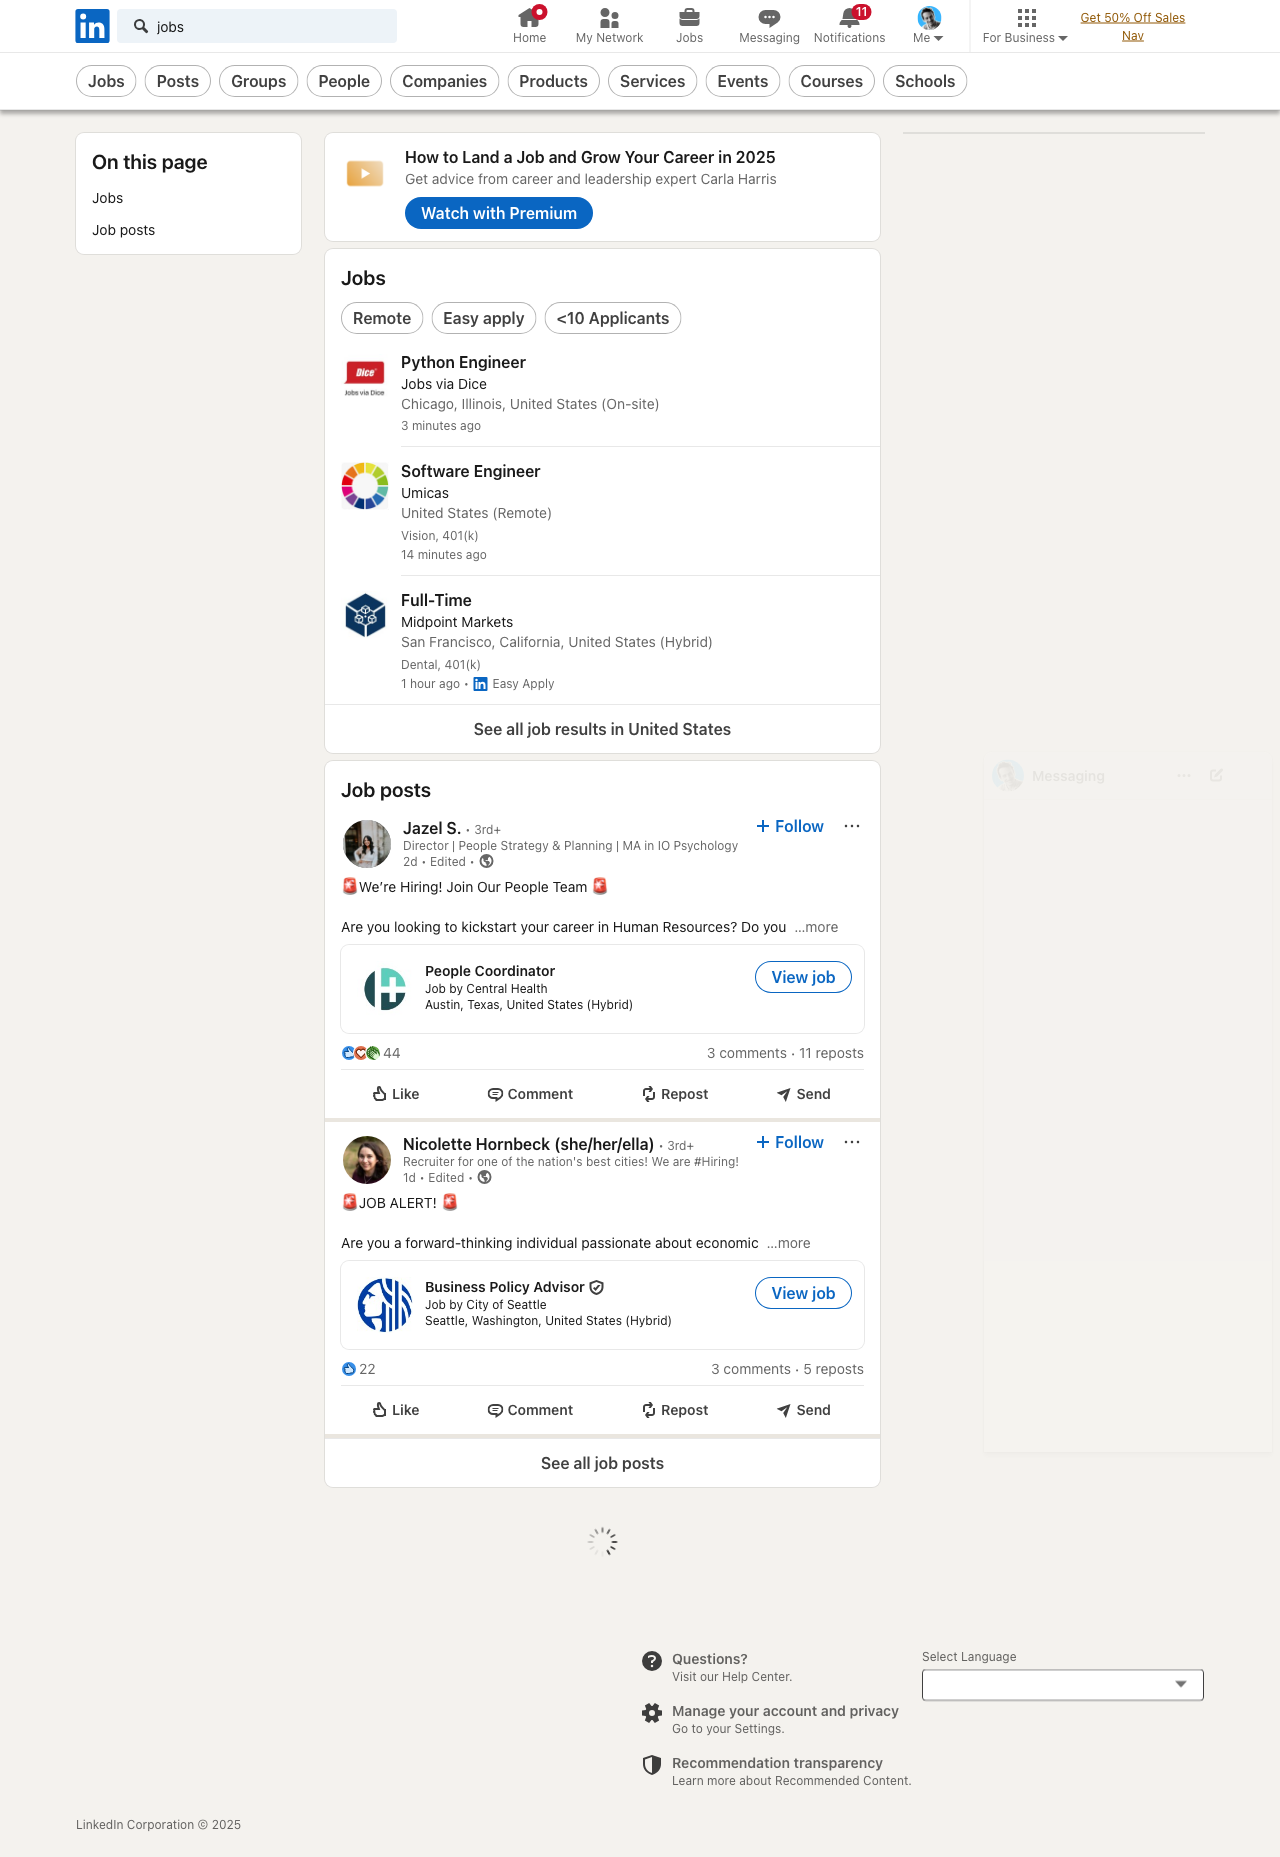 in
jobs
Home
My Network
Jobs
Messaging
11
Notifications
Me
For Business
Get 50% Off Sales
Nav
Jobs
Posts
Groups
People
Companies
Products
Services
Events
Courses
Schools
On this page
Jobs
Job posts
How to Land a Job and Grow Your Career in 2025
Get advice from career and leadership expert Carla Harris
Watch with Premium
Jobs
Remote
Easy apply
<10 Applicants
Dice
Jobs via Dice
Python Engineer
Jobs via Dice
Chicago, Illinois, United States (On-site)
3 minutes ago
Software Engineer
Umicas
United States (Remote)
Vision, 401(k)
14 minutes ago
Full-Time
Midpoint Markets
San Francisco, California, United States (Hybrid)
Dental, 401(k)
1 hour ago • in Easy Apply
See all job results in United States
Messaging
Job posts
Jazel S. • 3rd+
+ Follow
Director | People Strategy & Planning | MA in IO Psychology
2d • Edited •
🚨We’re Hiring! Join Our People Team 🚨
Are you looking to kickstart your career in Human Resources? Do you …more
People Coordinator
Job by Central Health
Austin, Texas, United States (Hybrid)
View job
44
3 comments · 11 reposts
Like
Comment
Repost
Send
Nicolette Hornbeck (she/her/ella) • 3rd+
+ Follow
Recruiter for one of the nation's best cities! We are #Hiring!
1d • Edited •
🚨JOB ALERT! 🚨
Are you a forward-thinking individual passionate about economic …more
Business Policy Advisor
Job by City of Seattle
Seattle, Washington, United States (Hybrid)
View job
22
3 comments · 5 reposts
Like
Comment
Repost
Send
See all job posts
Questions?
Visit our Help Center.
Manage your account and privacy
Go to your Settings.
Recommendation transparency
Learn more about Recommended Content.
Select Language
LinkedIn Corporation © 2025